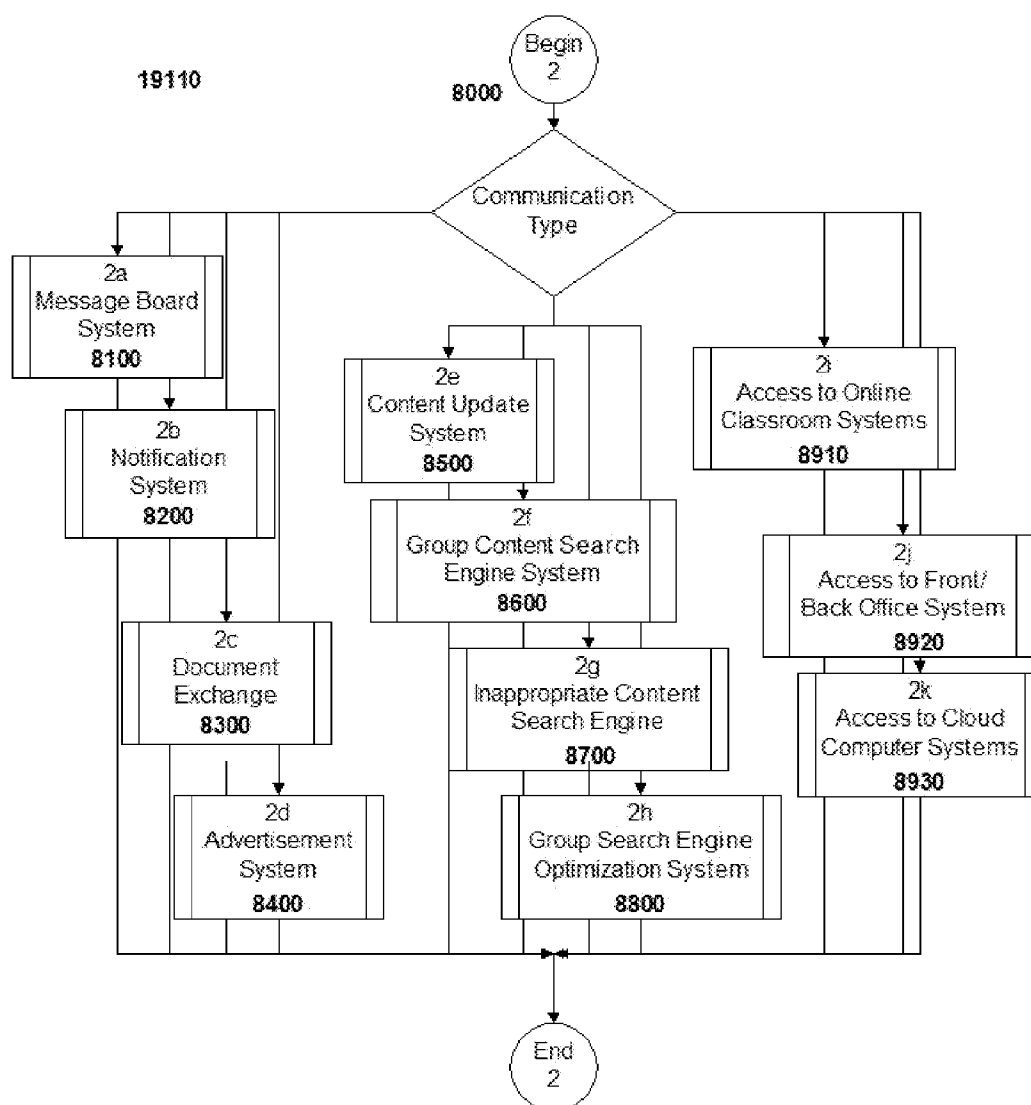 Begin
2
19110
8000
Communication
Type
2a
Message Board
System
8100
2b
Notification
System
8200
2c
Document
Exchange
8300
2d
Advertisement
System
8400
2e
Content Update
System
8500
2f
Group Content Search
Engine System
8600
2g
Inappropriate Content
Search Engine
8700
2h
Group Search Engine
Optimization System
8800
2i
Access to Online
Classroom Systems
8910
2j
Access to Front/
Back Office System
8920
2k
Access to Cloud
Computer Systems
8930
End
2